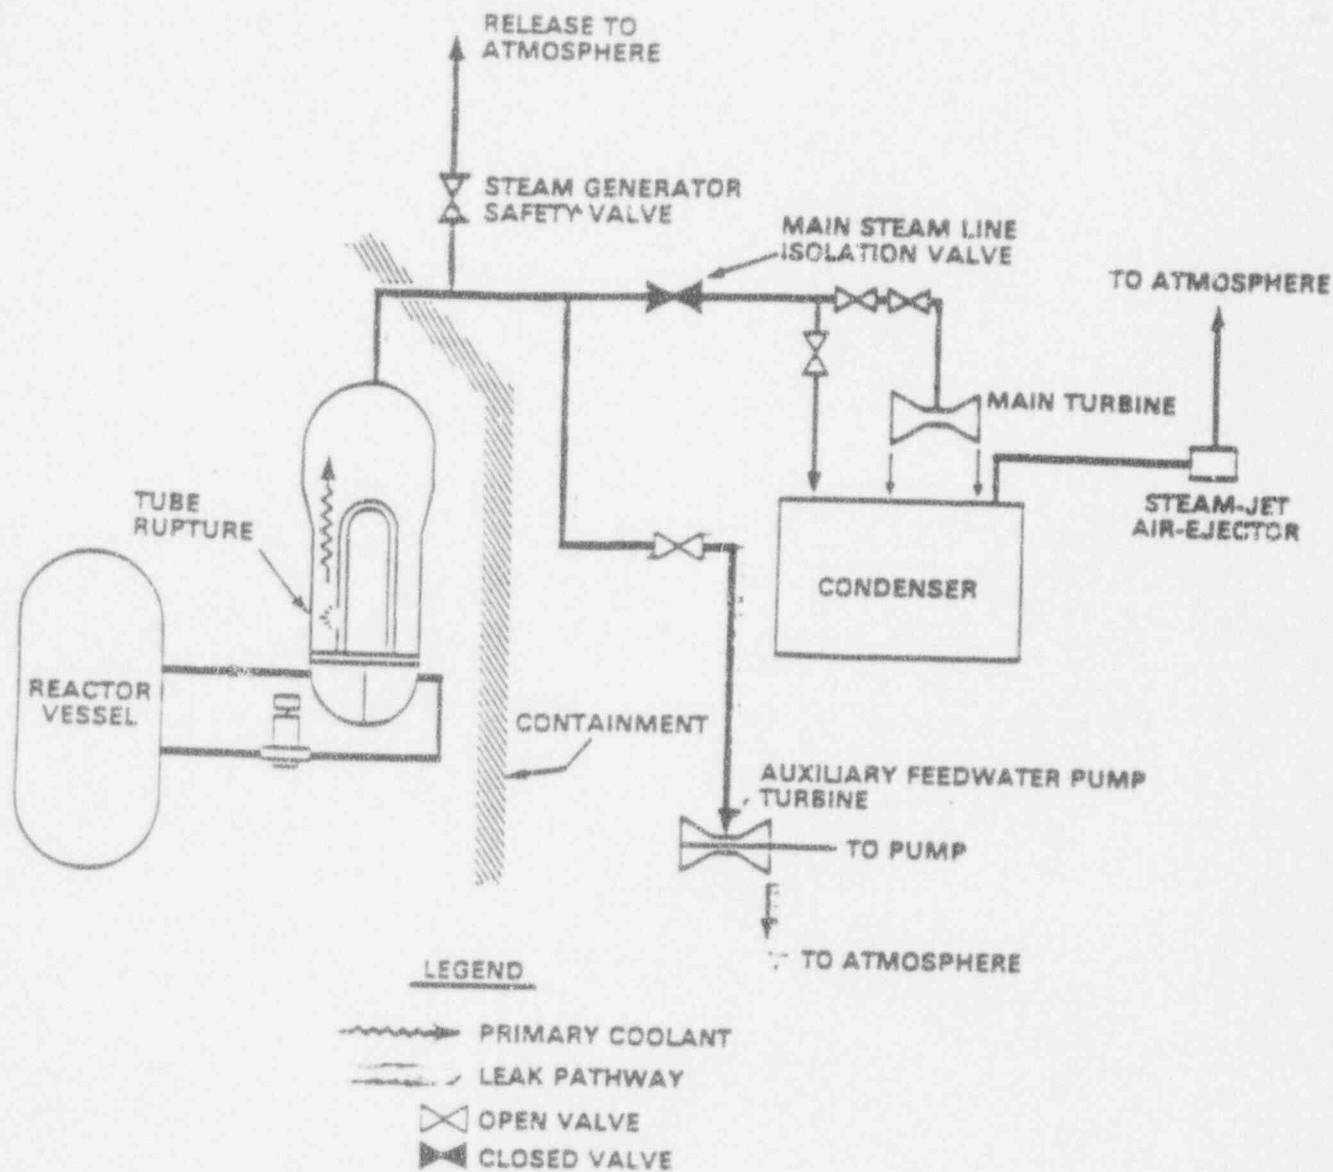 RELEASE TO
ATMOSPHERE
STEAM GENERATOR
SAFETY VALVE
MAIN STEAM LINE
ISOLATION VALVE
TO ATMOSPHERE
MAIN TURBINE
TUBE
RUPTURE
STEAM-JET
AIR-EJECTOR
CONDENSER
REACTOR
VESSEL
CONTAINMENT
AUXILIARY FEEDWATER PUMP
TURBINE
TO PUMP
TO ATMOSPHERE
LEGEND
PRIMARY COOLANT
LEAK PATHWAY
OPEN VALVE
CLOSED VALVE